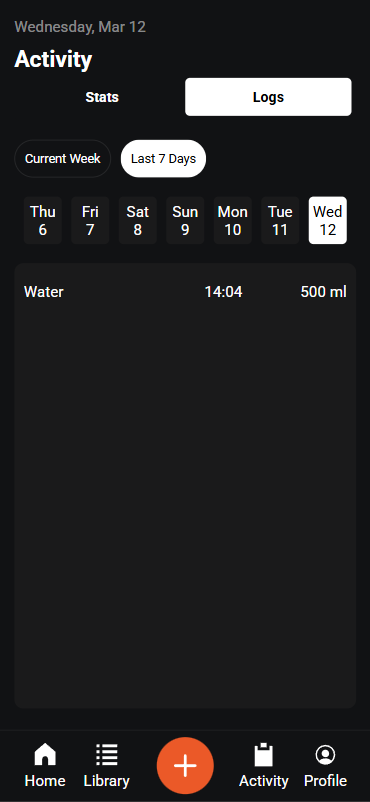 Wednesday, Mar 12
Activity
Stats Logs
Current Week Last 7 Days
Thu Fri Sat Sun Mon Tue Wed
6 7 8 9 10 11 12
Water 14:04 500 ml
Home Library Activity Profile